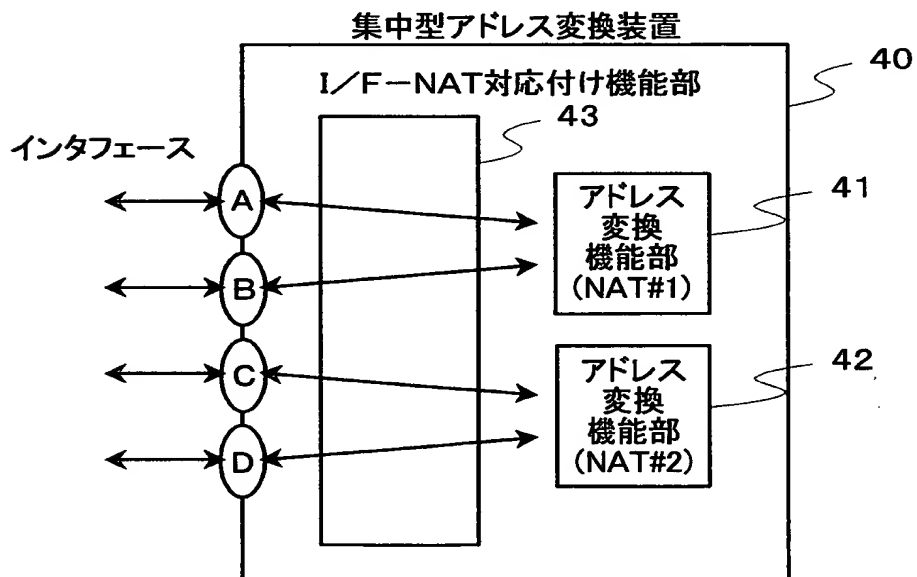 集中型アドレス変換装置
40
I／F－NAT対応付け機能部
43
インタフェース
A
B
C
D
アドレス
変換
機能部
(NAT#1)
41
アドレス
変換
機能部
(NAT#2)
42